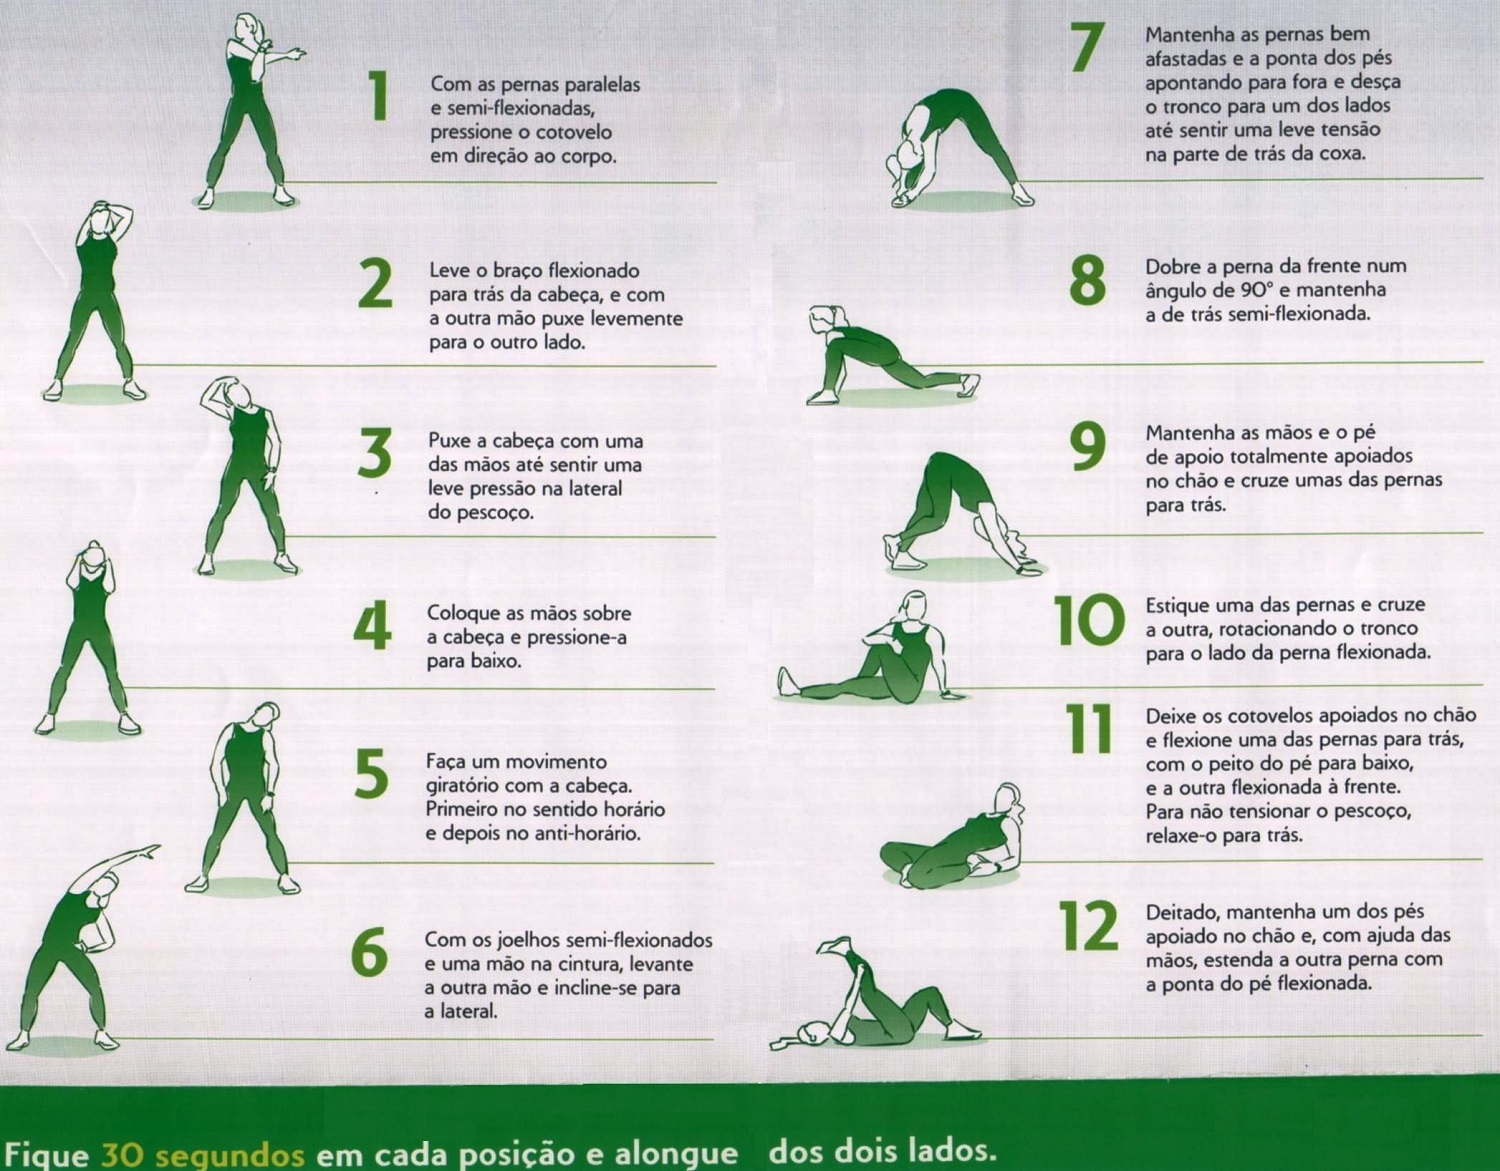 1
Com as pernas paralelas
e semi-flexionadas,
pressione o cotovelo
em direção ao corpo.
2
Leve o braço flexionado
para trás da cabeça, e com
a outra mão puxe levemente
para o outro lado.
3
Puxe a cabeça com uma
das mãos até sentir uma
leve pressão na lateral
do pescoço.
4
Coloque as mãos sobre
a cabeça e pressione-a
para baixo.
5
Faça um movimento
giratório com a cabeça.
Primeiro no sentido horário
e depois no anti-horário.
6
Com os joelhos semi-flexionados
e uma mão na cintura, levante
a outra mão e incline-se para
a lateral.
7
Mantenha as pernas bem
afastadas e a ponta dos pés
apontando para fora e desça
o tronco para um dos lados
até sentir uma leve tensão
na parte de trás da coxa.
8
Dobre a perna da frente num
ângulo de 90° e mantenha
a de trás semi-flexionada.
9
Mantenha as mãos e o pé
de apoio totalmente apoiados
no chão e cruze umas das pernas
para trás.
10
Estique uma das pernas e cruze
a outra, rotacionando o tronco
para o lado da perna flexionada.
11
Deixe os cotovelos apoiados no chão
e flexione uma das pernas para trás,
com o peito do pé para baixo,
e a outra flexionada à frente.
Para não tensionar o pescoço,
relaxe-o para trás.
12
Deitado, mantenha um dos pés
apoiado no chão e, com ajuda das
mãos, estenda a outra perna com
a ponta do pé flexionada.
Fique 30 segundos em cada posição e alongue dos dois lados.